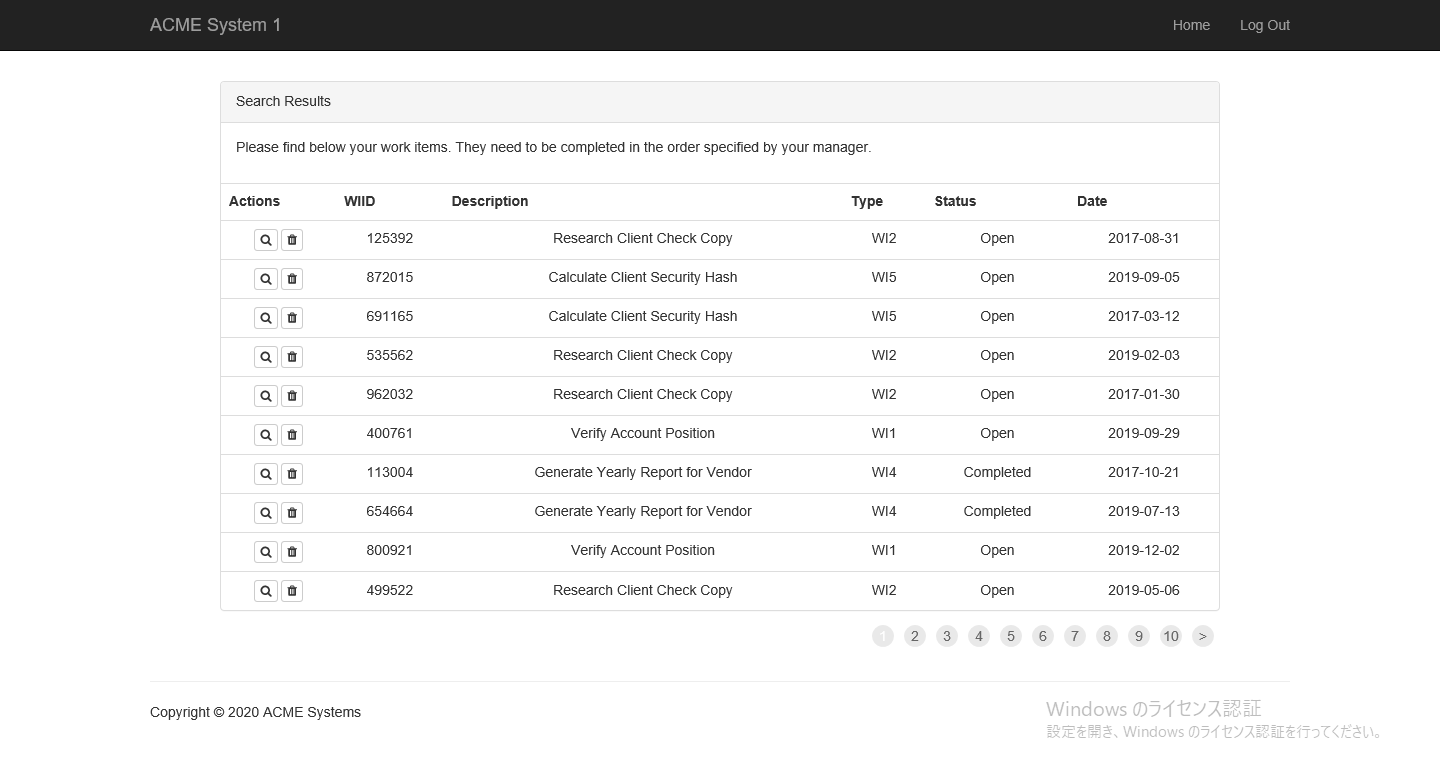 ACME System 1 Home Log Out
Search Results
Please find below your work items. They need to be completed in the order specified by your manager.
Actions WIID Description Type Status Date
125392 Research Client Check Copy WI2 Open 2017-08-31
872015 Calculate Client Security Hash WI5 Open 2019-09-05
691165 Calculate Client Security Hash WI5 Open 2017-03-12
535562 Research Client Check Copy WI2 Open 2019-02-03
962032 Research Client Check Copy WI2 Open 2017-01-30
400761 Verify Account Position WI1 Open 2019-09-29
113004 Generate Yearly Report for Vendor WI4 Completed 2017-10-21
654664 Generate Yearly Report for Vendor WI4 Completed 2019-07-13
800921 Verify Account Position WI1 Open 2019-12-02
499522 Research Client Check Copy WI2 Open 2019-05-06
1 2 3 4 5 6 7 8 9 10 >
Copyright © 2020 ACME Systems
Windows のライセンス認証
設定を開き、Windows のライセンス認証を行ってください。